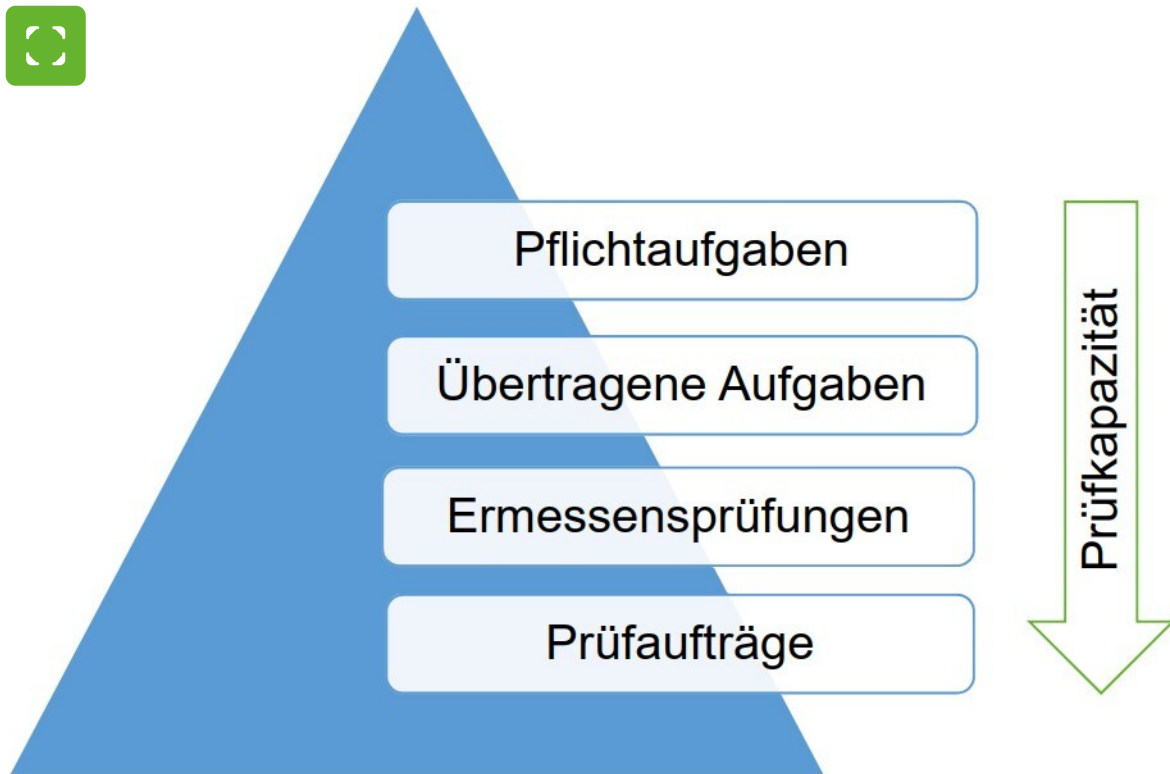 Pflichtaufgaben
Übertragene Aufgaben
Ermessensprüfungen
Prüfaufträge
Prüfkapazität